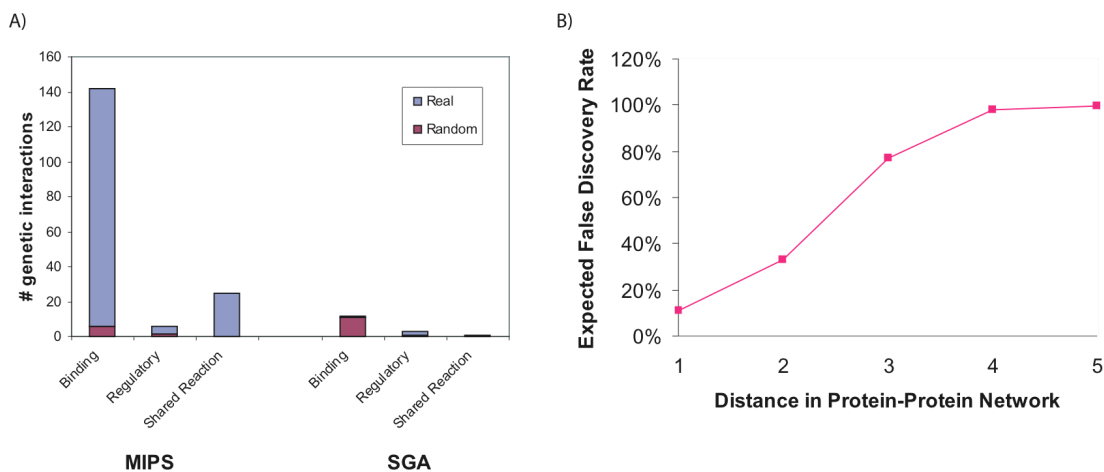 A)
160
140
120
100
80
60
40
20
0
# genetic interactions
Real
Random
Binding
Regulatory
Shared Reaction
Binding
Regulatory
Shared Reaction
MIPS
SGA
B)
120%
100%
80%
60%
40%
20%
0%
Expected False Discovery Rate
1 2 3 4 5
Distance in Protein-Protein Network